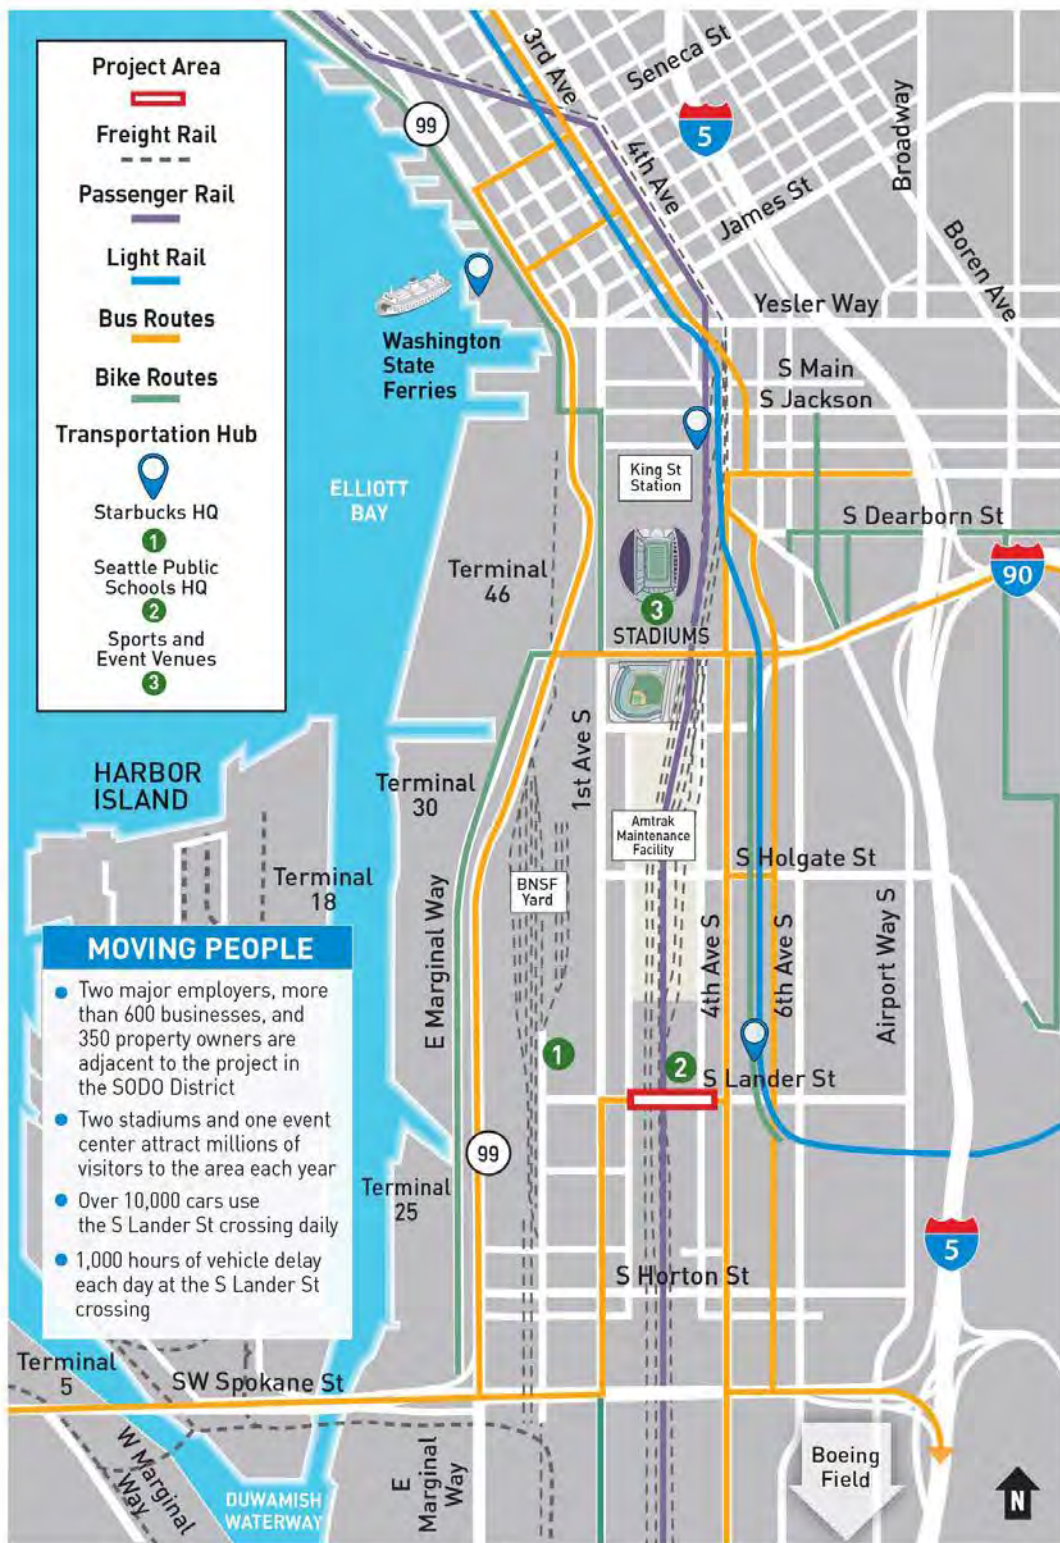 Project Area
Freight Rail
Passenger Rail
Light Rail
Bus Routes
Bike Routes
Transportation Hub
Starbucks HQ
1
Seattle Public
Schools HQ
2
Sports and
Event Venues
3
99
3rd Ave
Seneca St
5
4th Ave
Broadway
James St
Boren Ave
Washington
State
Ferries
Yesler Way
S Main
S Jackson
King St
Station
ELLIOTT
BAY
S Dearborn St
90
Terminal
46
3
STADIUMS
HARBOR
ISLAND
Terminal
30
1st Ave S
Amtrak
Maintenance
Facility
S Holgate St
Terminal
18
BNSF
Yard
E Marginal Way
4th Ave S
6th Ave S
Airport Way S
MOVING PEOPLE
Two major employers, more
than 600 businesses, and
350 property owners are
adjacent to the project in
the SODO District
Two stadiums and one event
center attract millions of
visitors to the area each year
Over 10,000 cars use
the S Lander St crossing daily
1,000 hours of vehicle delay
each day at the S Lander St
crossing
1
2
S Lander St
99
Terminal
25
5
S Horton St
Terminal
5
SW Spokane St
W Marginal
Way
DUWAMISH
WATERWAY
E
Marginal
Way
Boeing
Field
N